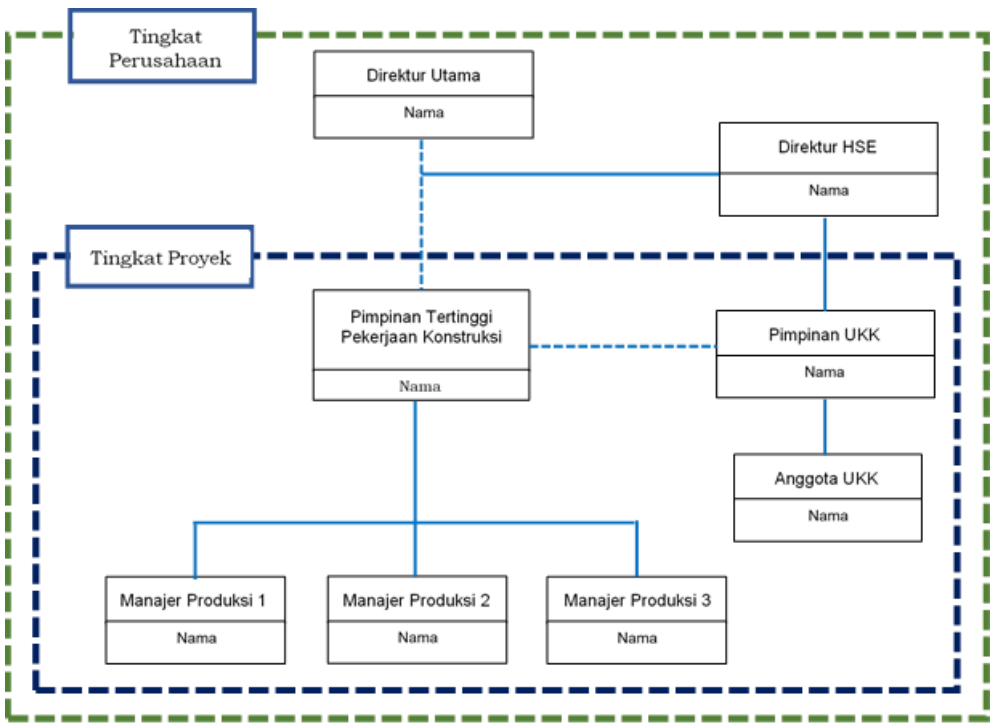 Tingkat
Perusahaan
Direktur Utama
Nama
Direktur HSE
Nama
Tingkat Proyek
Pimpinan Tertinggi
Pekerjaan Konstruksi
Nama
Pimpinan UKK
Nama
Anggota UKK
Nama
Manajer Produksi 1
Nama
Manajer Produksi 2
Nama
Manajer Produksi 3
Nama